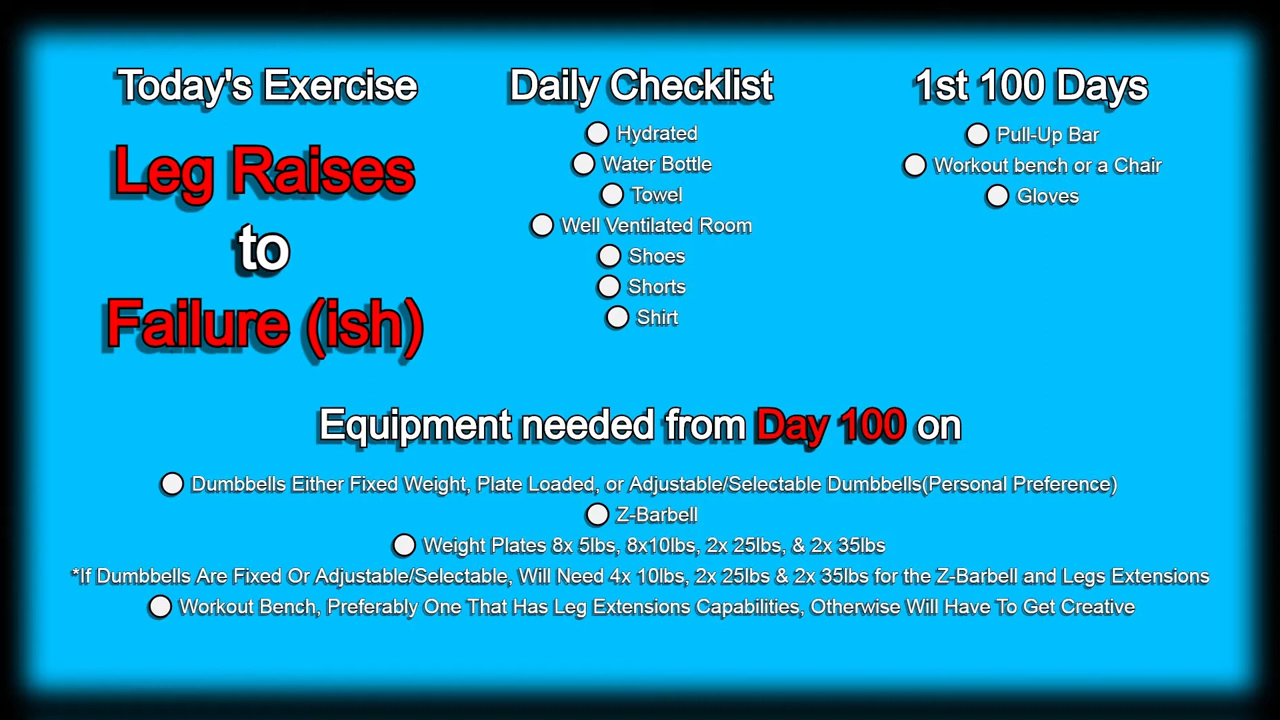 Today's Exercise
Leg Raises
to
Failure (ish)
Daily Checklist
Hydrated
Water Bottle
Towel
Well Ventilated Room
Shoes
Shorts
Shirt
1st 100 Days
Pull-Up Bar
Workout bench or a Chair
Gloves
Equipment needed from Day 100 on
Dumbbells Either Fixed Weight, Plate Loaded, or Adjustable/Selectable Dumbbells(Personal Preference)
Z-Barbell
Weight Plates 8x 5lbs, 8x10lbs, 2x 25lbs, & 2x 35lbs
*If Dumbbells Are Fixed Or Adjustable/Selectable, Will Need 4x 10lbs, 2x 25lbs & 2x 35lbs for the Z-Barbell and Legs Extensions
Workout Bench, Preferably One That Has Leg Extensions Capabilities, Otherwise Will Have To Get Creative